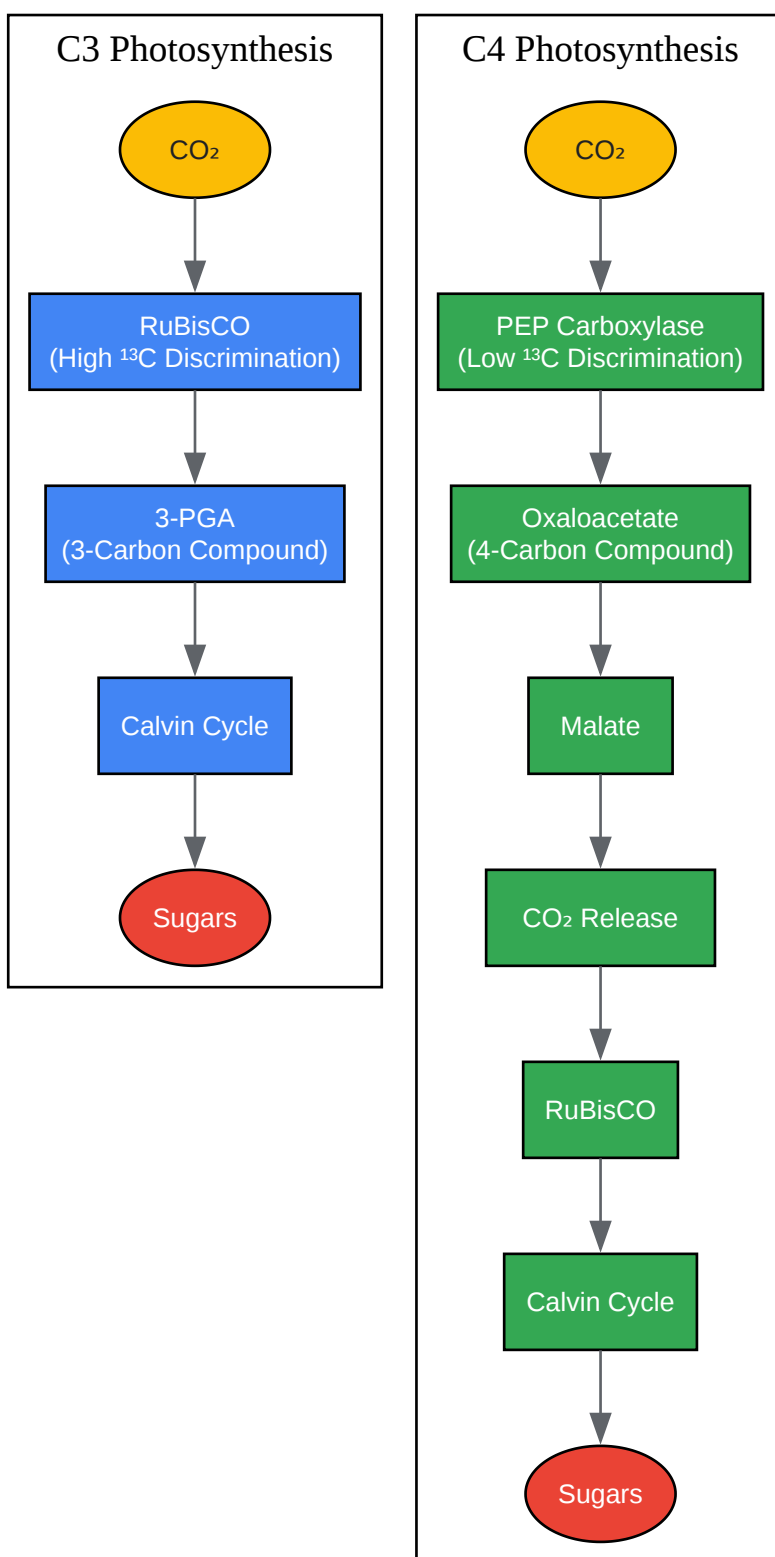 C3 Photosynthesis
CO₂
RuBisCO
(High ¹³C Discrimination)
3-PGA
(3-Carbon Compound)
Calvin Cycle
Sugars
C4 Photosynthesis
CO₂
PEP Carboxylase
(Low ¹³C Discrimination)
Oxaloacetate
(4-Carbon Compound)
Malate
CO₂ Release
RuBisCO
Calvin Cycle
Sugars